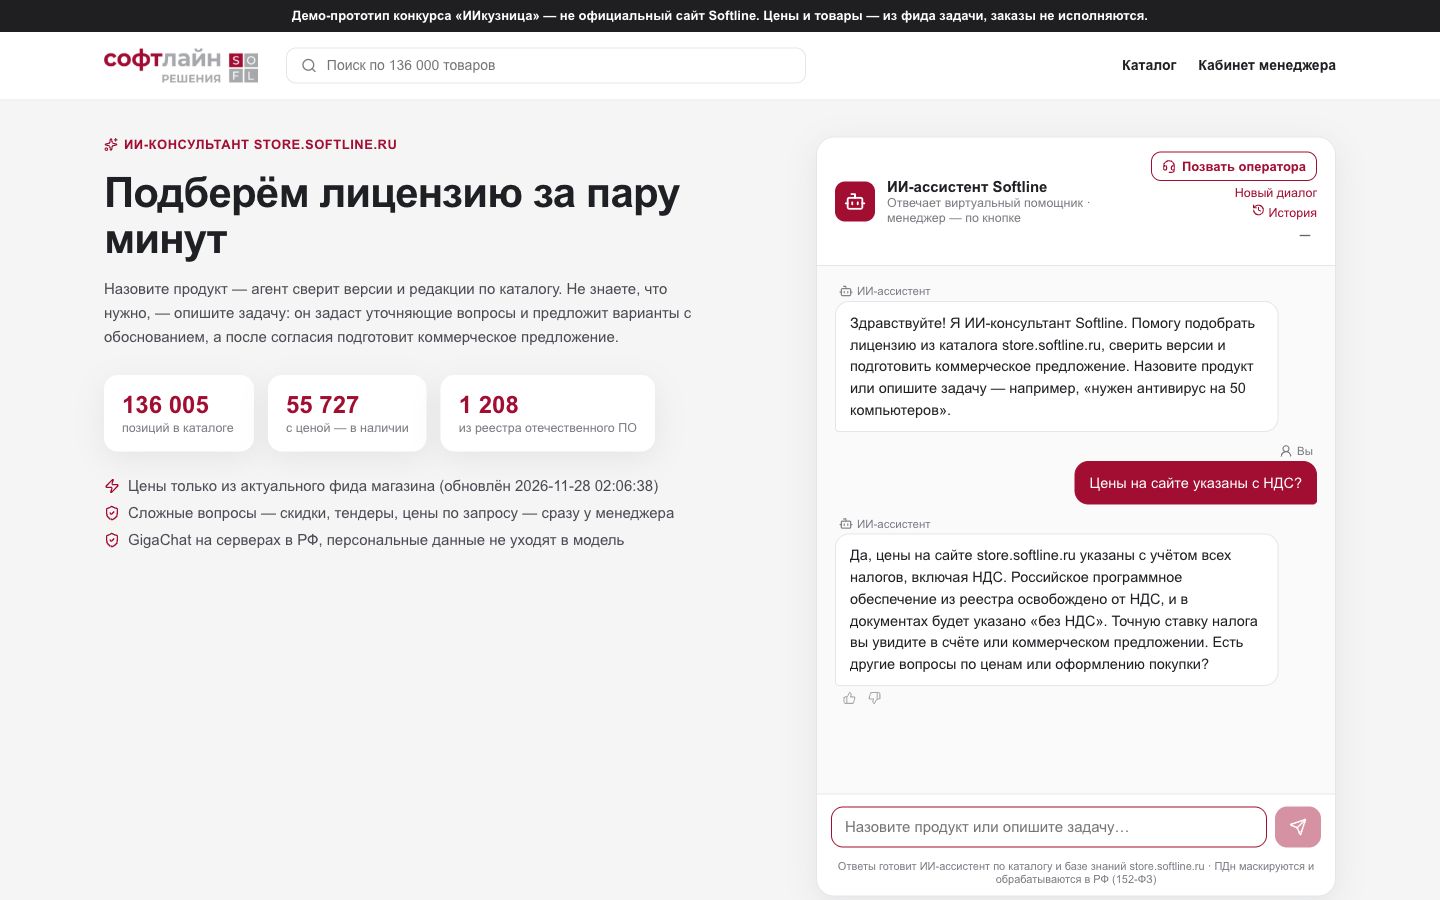 Демо-прототип конкурса «ИИкузница» — не официальный сайт Softline. Цены и товары — из фида задачи, заказы не исполняются.
софтлайн
РЕШЕНИЯ
SO
FL
Поиск по 136 000 товаров
Каталог
Кабинет менеджера
ИИ-КОНСУЛЬТАНТ STORE.SOFTLINE.RU
Подберём лицензию за пару
минут
Назовите продукт — агент сверит версии и редакции по каталогу. Не знаете, что
нужно, — опишите задачу: он задаст уточняющие вопросы и предложит варианты с
обоснованием, а после согласия подготовит коммерческое предложение.
136 005
позиций в каталоге
55 727
с ценой — в наличии
1 208
из реестра отечественного ПО
Цены только из актуального фида магазина (обновлён 2026-11-28 02:06:38)
Сложные вопросы — скидки, тендеры, цены по запросу — сразу у менеджера
GigaChat на серверах в РФ, персональные данные не уходят в модель
ИИ-ассистент Softline
Отвечает виртуальный помощник ·
менеджер — по кнопке
Позвать оператора
Новый диалог
История
—
ИИ-ассистент
Здравствуйте! Я ИИ-консультант Softline. Помогу подобрать
лицензию из каталога store.softline.ru, сверить версии и
подготовить коммерческое предложение. Назовите продукт
или опишите задачу — например, «нужен антивирус на 50
компьютеров».
Вы
Цены на сайте указаны с НДС?
ИИ-ассистент
Да, цены на сайте store.softline.ru указаны с учётом всех
налогов, включая НДС. Российское программное
обеспечение из реестра освобождено от НДС, и в
документах будет указано «без НДС». Точную ставку налога
вы увидите в счёте или коммерческом предложении. Есть
другие вопросы по ценам или оформлению покупки?
Назовите продукт или опишите задачу…
Ответы готовит ИИ-ассистент по каталогу и базе знаний store.softline.ru · ПДн маскируются и
обрабатываются в РФ (152-ФЗ)